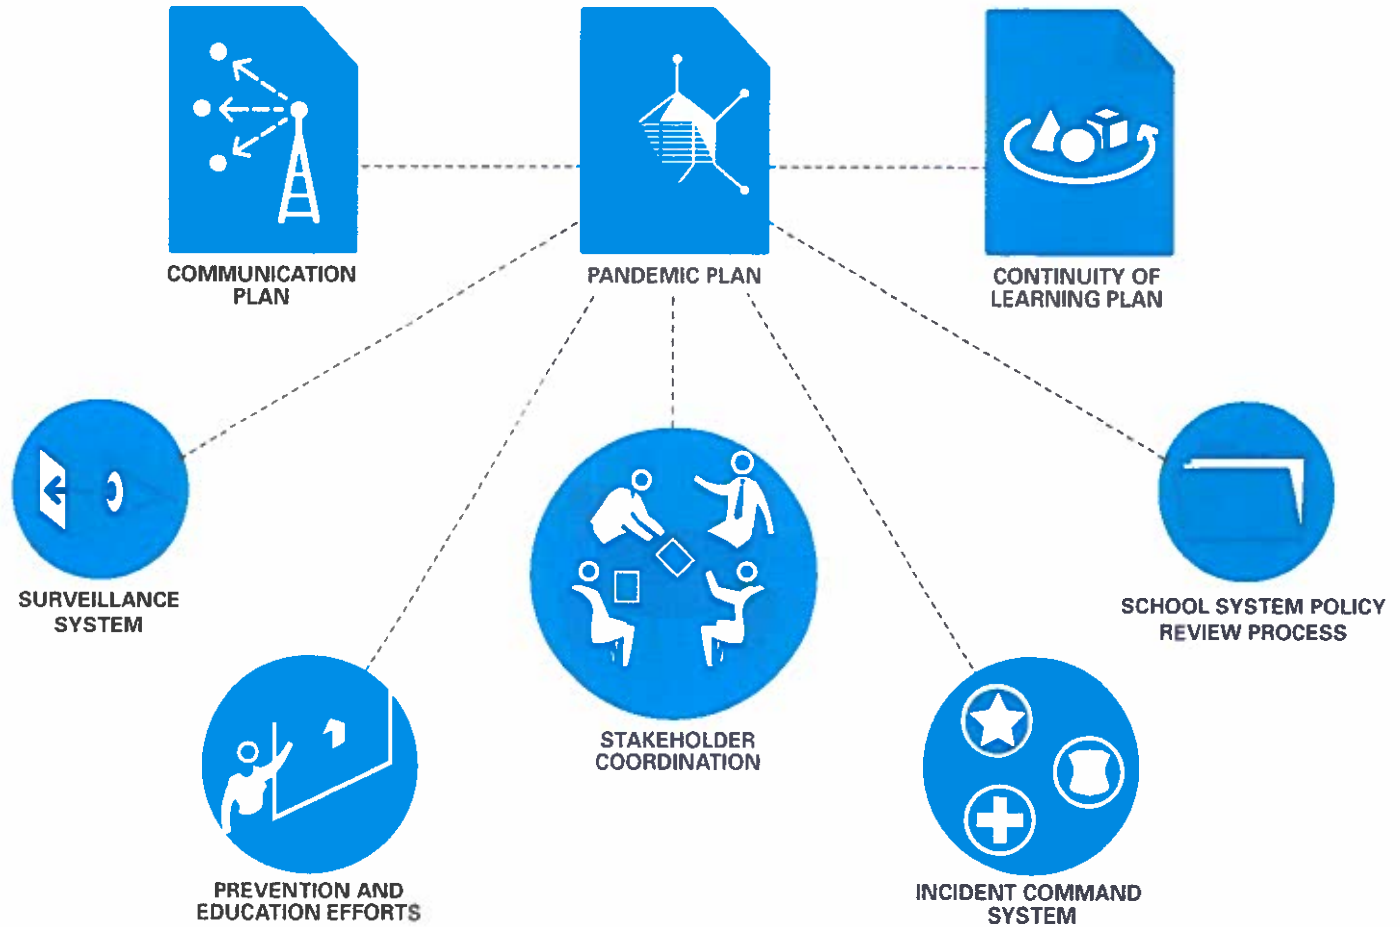 COMMUNICATION
PLAN
PANDEMIC PLAN
CONTINUITY OF
LEARNING PLAN
SURVEILLANCE
SYSTEM
SCHOOL SYSTEM POLICY
REVIEW PROCESS
STAKEHOLDER
COORDINATION
PREVENTION AND
EDUCATION EFFORTS
INCIDENT COMMAND
SYSTEM